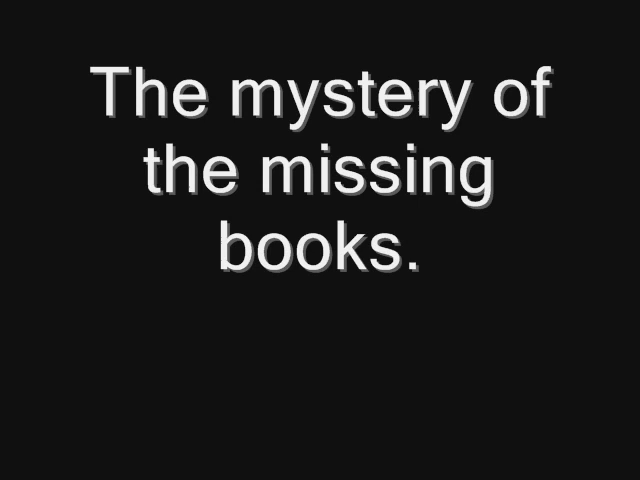 The mystery of
the missing
books.